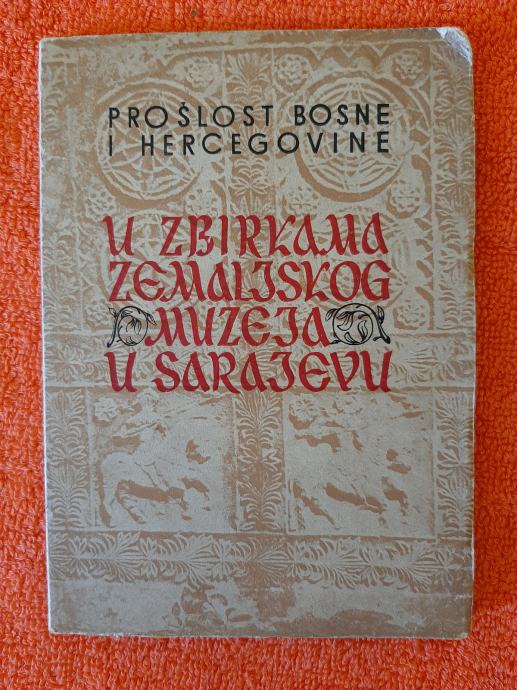 PROŠLOST BOSNE
I HERCEGOVINE
U ZBIRKAMA
ZEMALJSKOG
MUZEJA
U SARAJEVU